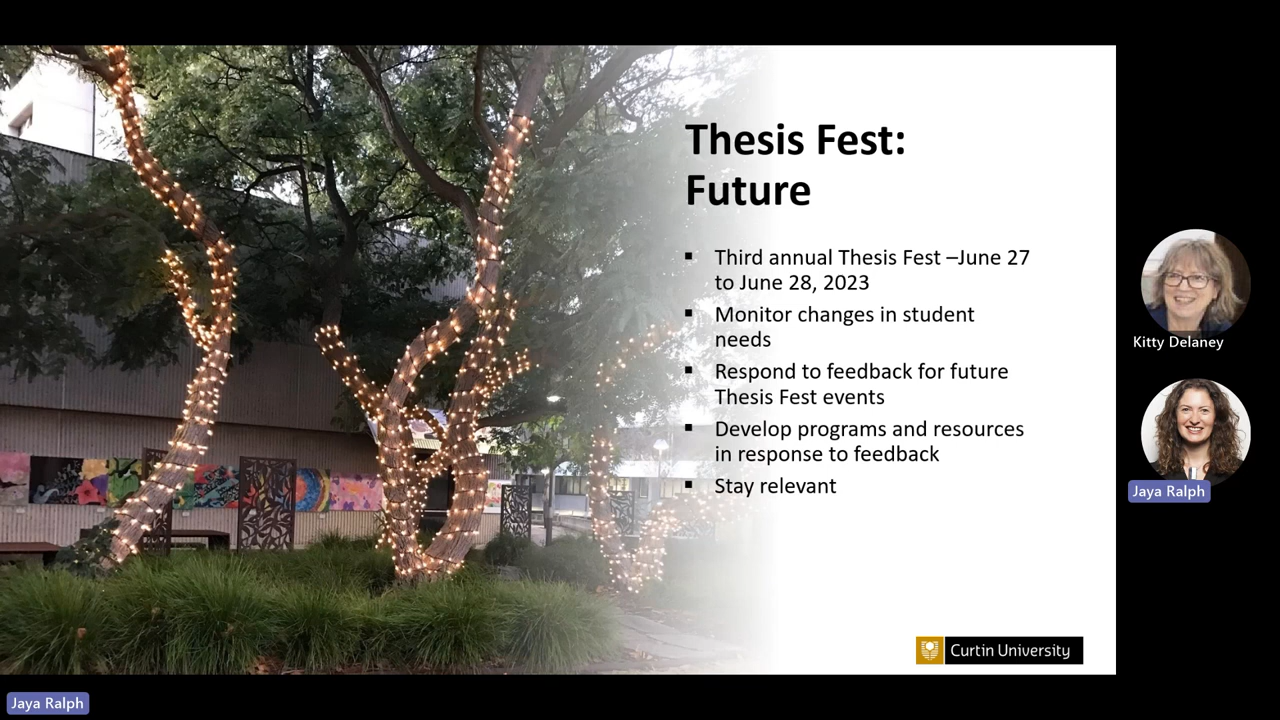 Thesis Fest:
Future
▪ Third annual Thesis Fest –June 27
to June 28, 2023
▪ Monitor changes in student
needs
▪ Respond to feedback for future
Thesis Fest events
▪ Develop programs and resources
in response to feedback
▪ Stay relevant
Curtin University
Kitty Delaney
Jaya Ralph
Jaya Ralph